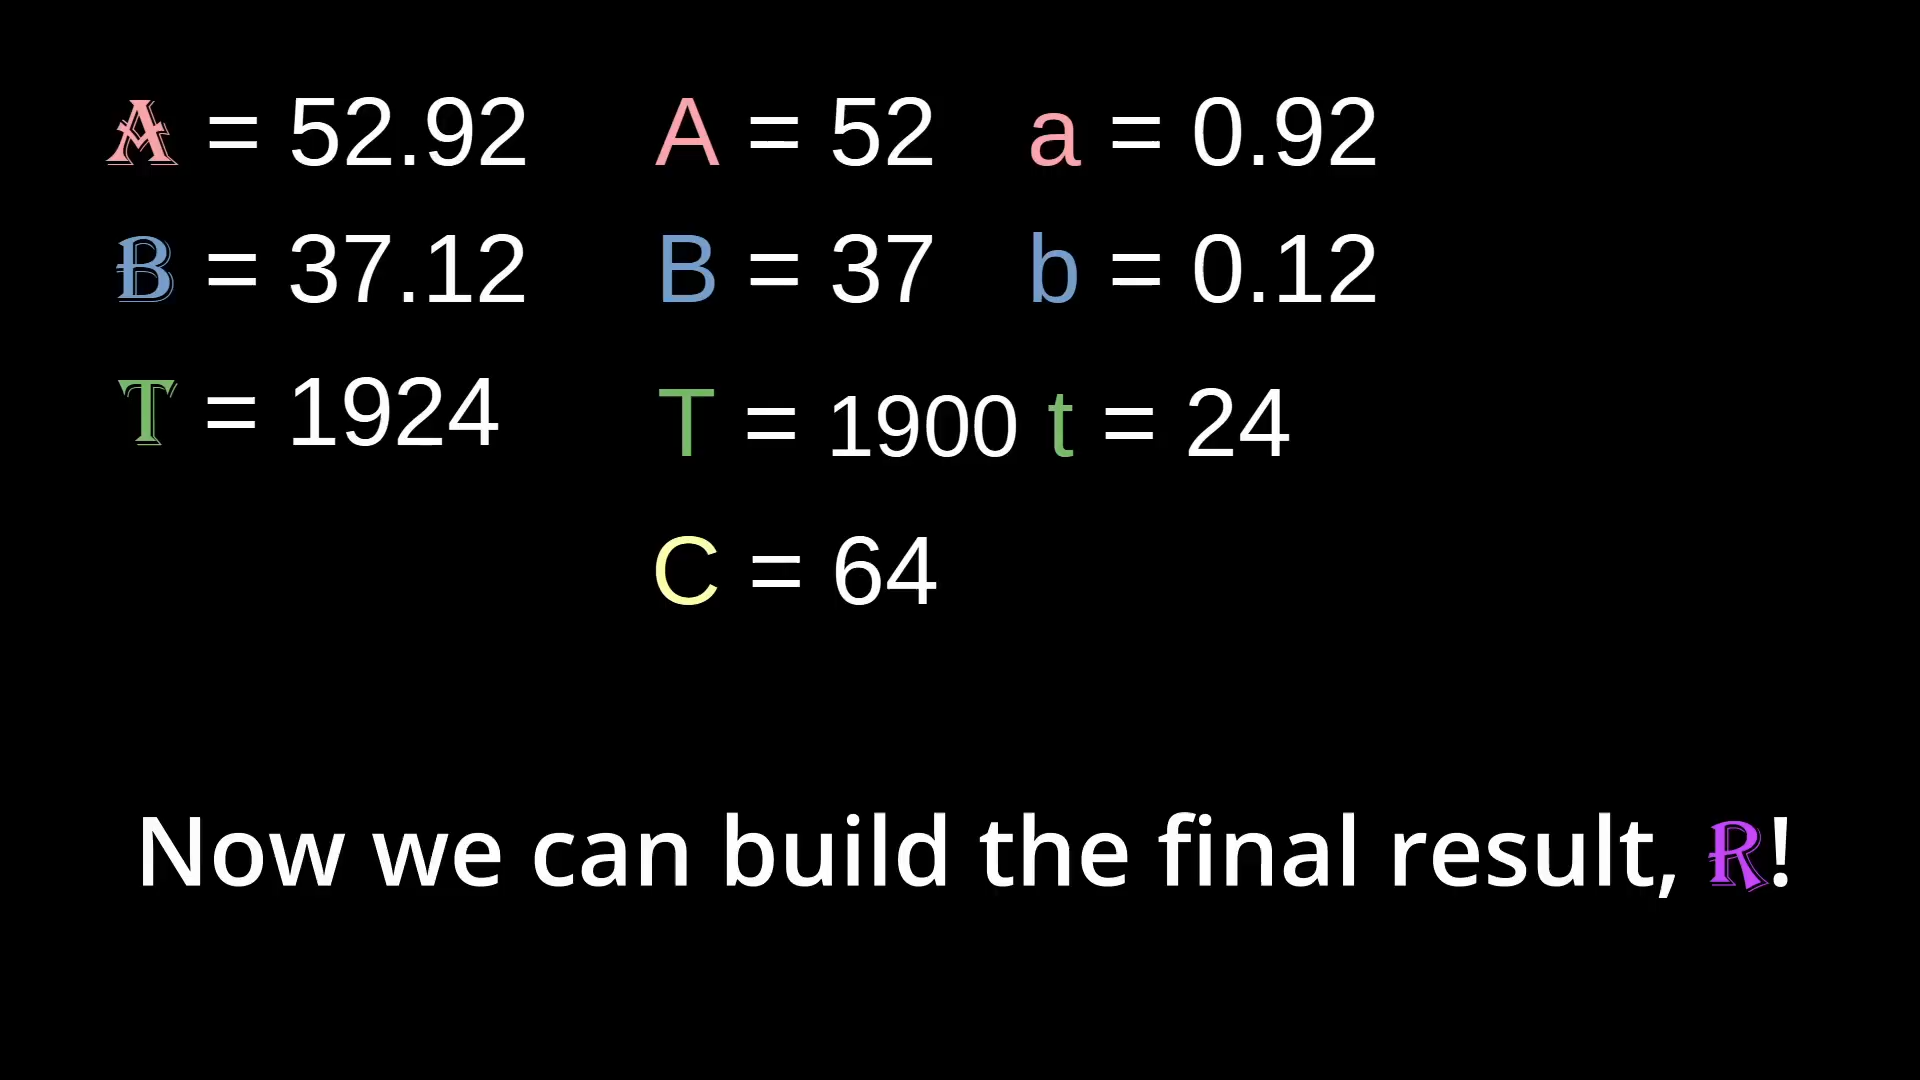 A = 52.92 A = 52 a = 0.92
B = 37.12 B = 37 b = 0.12
T = 1924 T = 1900 t = 24
C = 64
Now we can build the final result, R!